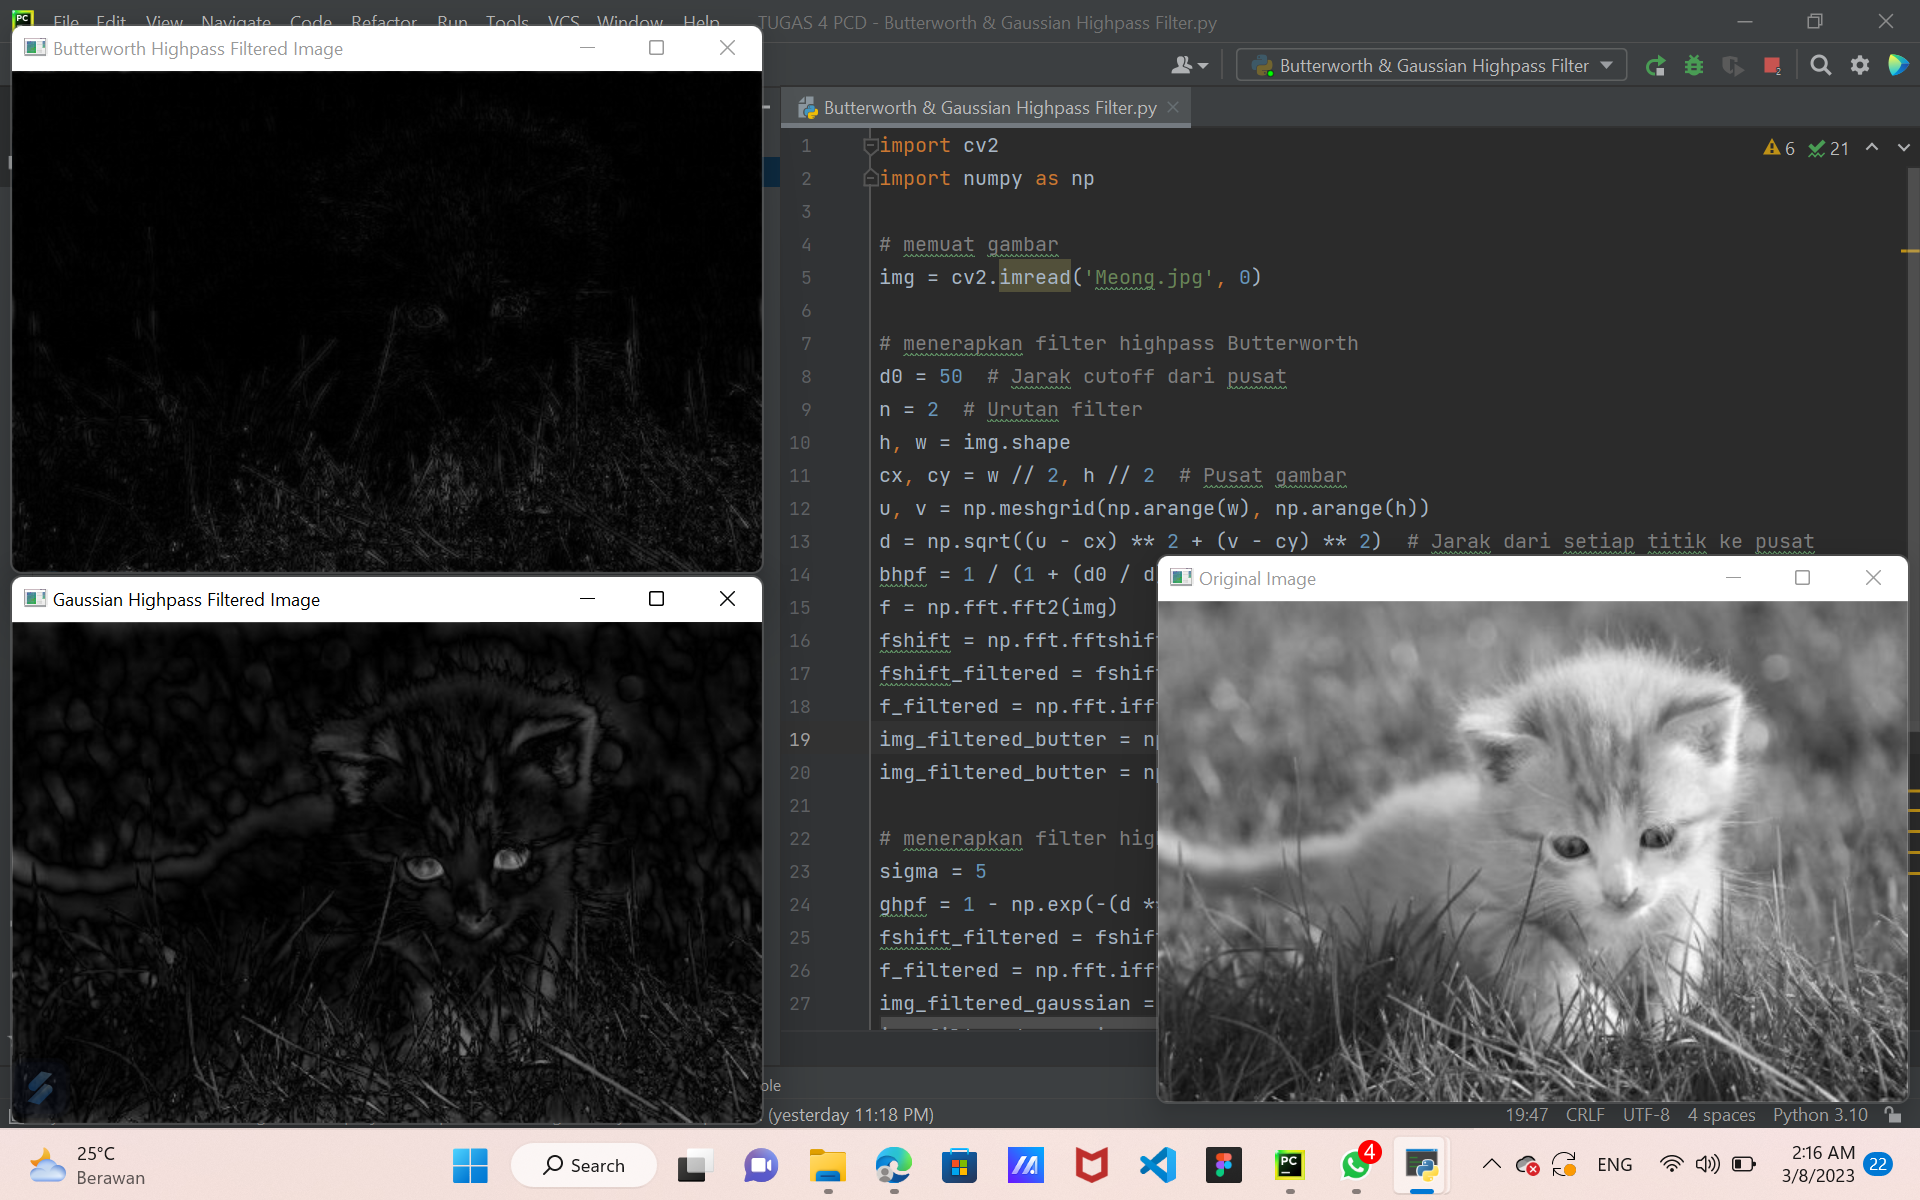 File Edit View Navigate Code Refactor Run Tools VCS Window Help TUGAS 4 PCD - Butterworth & Gaussian Highpass Filter.py
Butterworth Highpass Filtered Image
Butterworth & Gaussian Highpass Filter
Butterworth & Gaussian Highpass Filter.py
6 21
1 import cv2
2 import numpy as np
3
4 # memuat gambar
5 img = cv2.imread('Meong.jpg', 0)
6
7 # menerapkan filter highpass Butterworth
8 d0 = 50 # Jarak cutoff dari pusat
9 n = 2 # Urutan filter
10 h, w = img.shape
11 cx, cy = w // 2, h // 2 # Pusat gambar
12 u, v = np.meshgrid(np.arange(w), np.arange(h))
13 d = np.sqrt((u - cx) ** 2 + (v - cy) ** 2) # Jarak dari setiap titik ke pusat
14 bhpf = 1 / (1 + (d0 / d
15 f = np.fft.fft2(img)
16 fshift = np.fft.fftshif
17 fshift_filtered = fshif
18 f_filtered = np.fft.iff
19 img_filtered_butter = np
20 img_filtered_butter = np
21
22 # menerapkan filter hig
23 sigma = 5
24 ghpf = 1 - np.exp(-(d *
25 fshift_filtered = fshif
26 f_filtered = np.fft.iff
27 img_filtered_gaussian =
Gaussian Highpass Filtered Image
Original Image
ole
(yesterday 11:18 PM)
19:47 CRLF UTF-8 4 spaces Python 3.10
25°C
Berawan
Search
PC
4
ENG
2:16 AM
3/8/2023
22